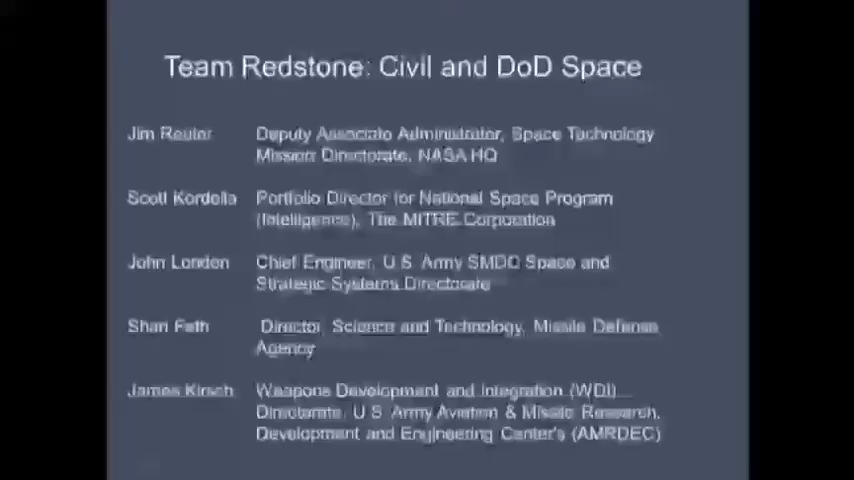 Team Redstone: Civil and DoD Space
Jim Reuter Deputy Associate Administrator, Space Technology
Mission Directorate, NASA HQ
Scott Kordella Portfolio Director for National Space Program
(Intelligence), The MITRE Corporation
John London Chief Engineer, U.S. Army SMDC Space and
Strategic Systems Directorate
Shari Feth Director, Science and Technology, Missile Defense
Agency
James Kirsch Weapons Development and Integration (WDI)
Directorate, U.S. Army Aviation & Missile Research,
Development and Engineering Center's (AMRDEC)